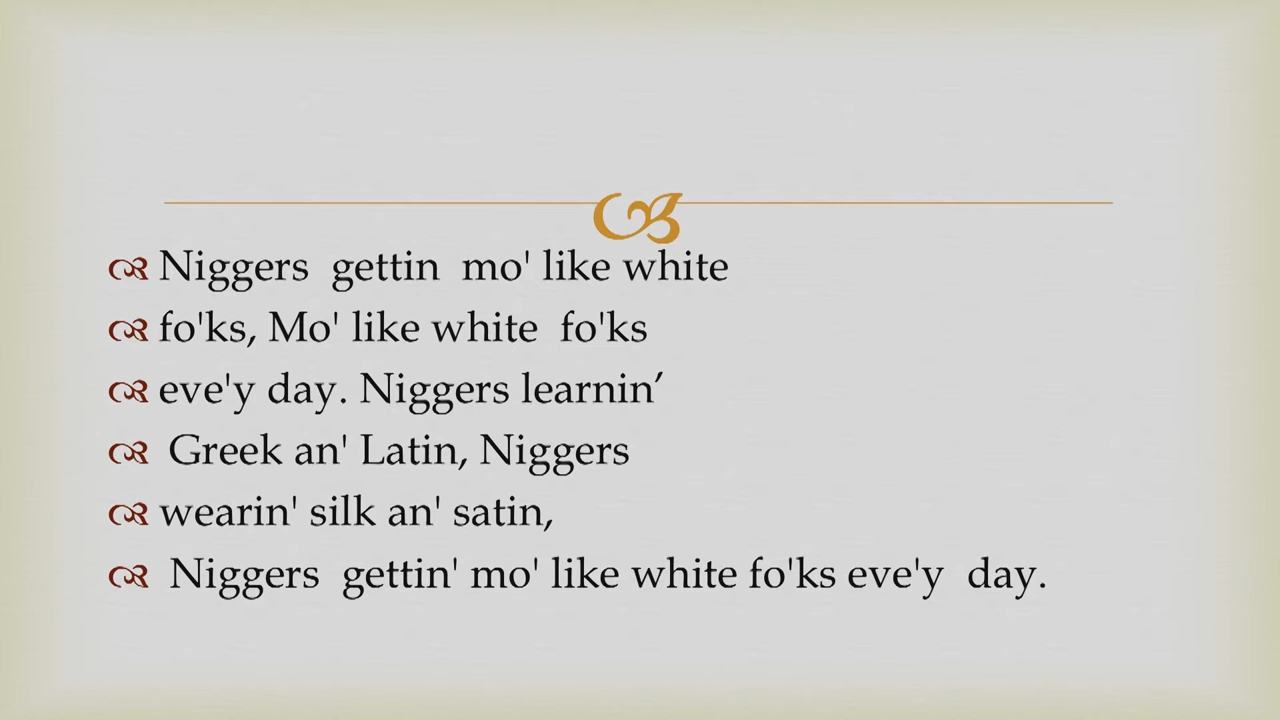 Niggers gettin mo' like white
fo'ks, Mo' like white fo'ks
eve'y day. Niggers learnin’
Greek an' Latin, Niggers
wearin' silk an' satin,
Niggers gettin' mo' like white fo'ks eve'y day.